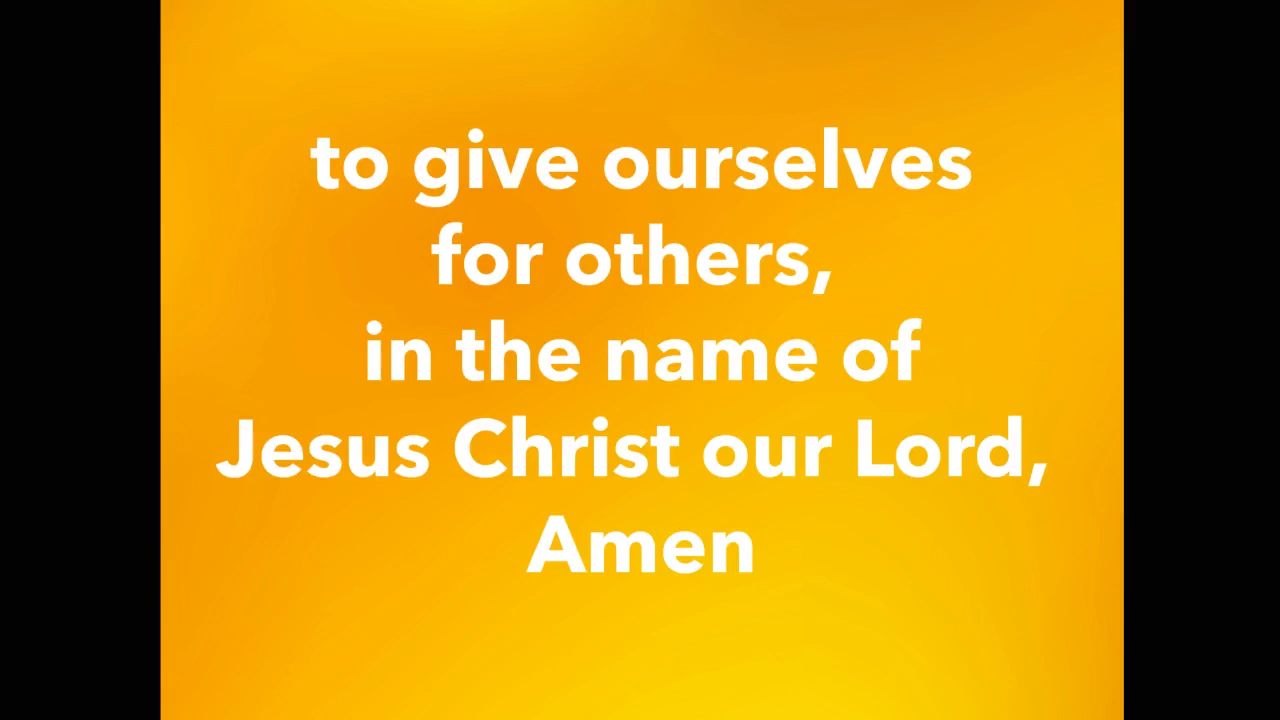 to give ourselves
for others,
in the name of
Jesus Christ our Lord,
Amen